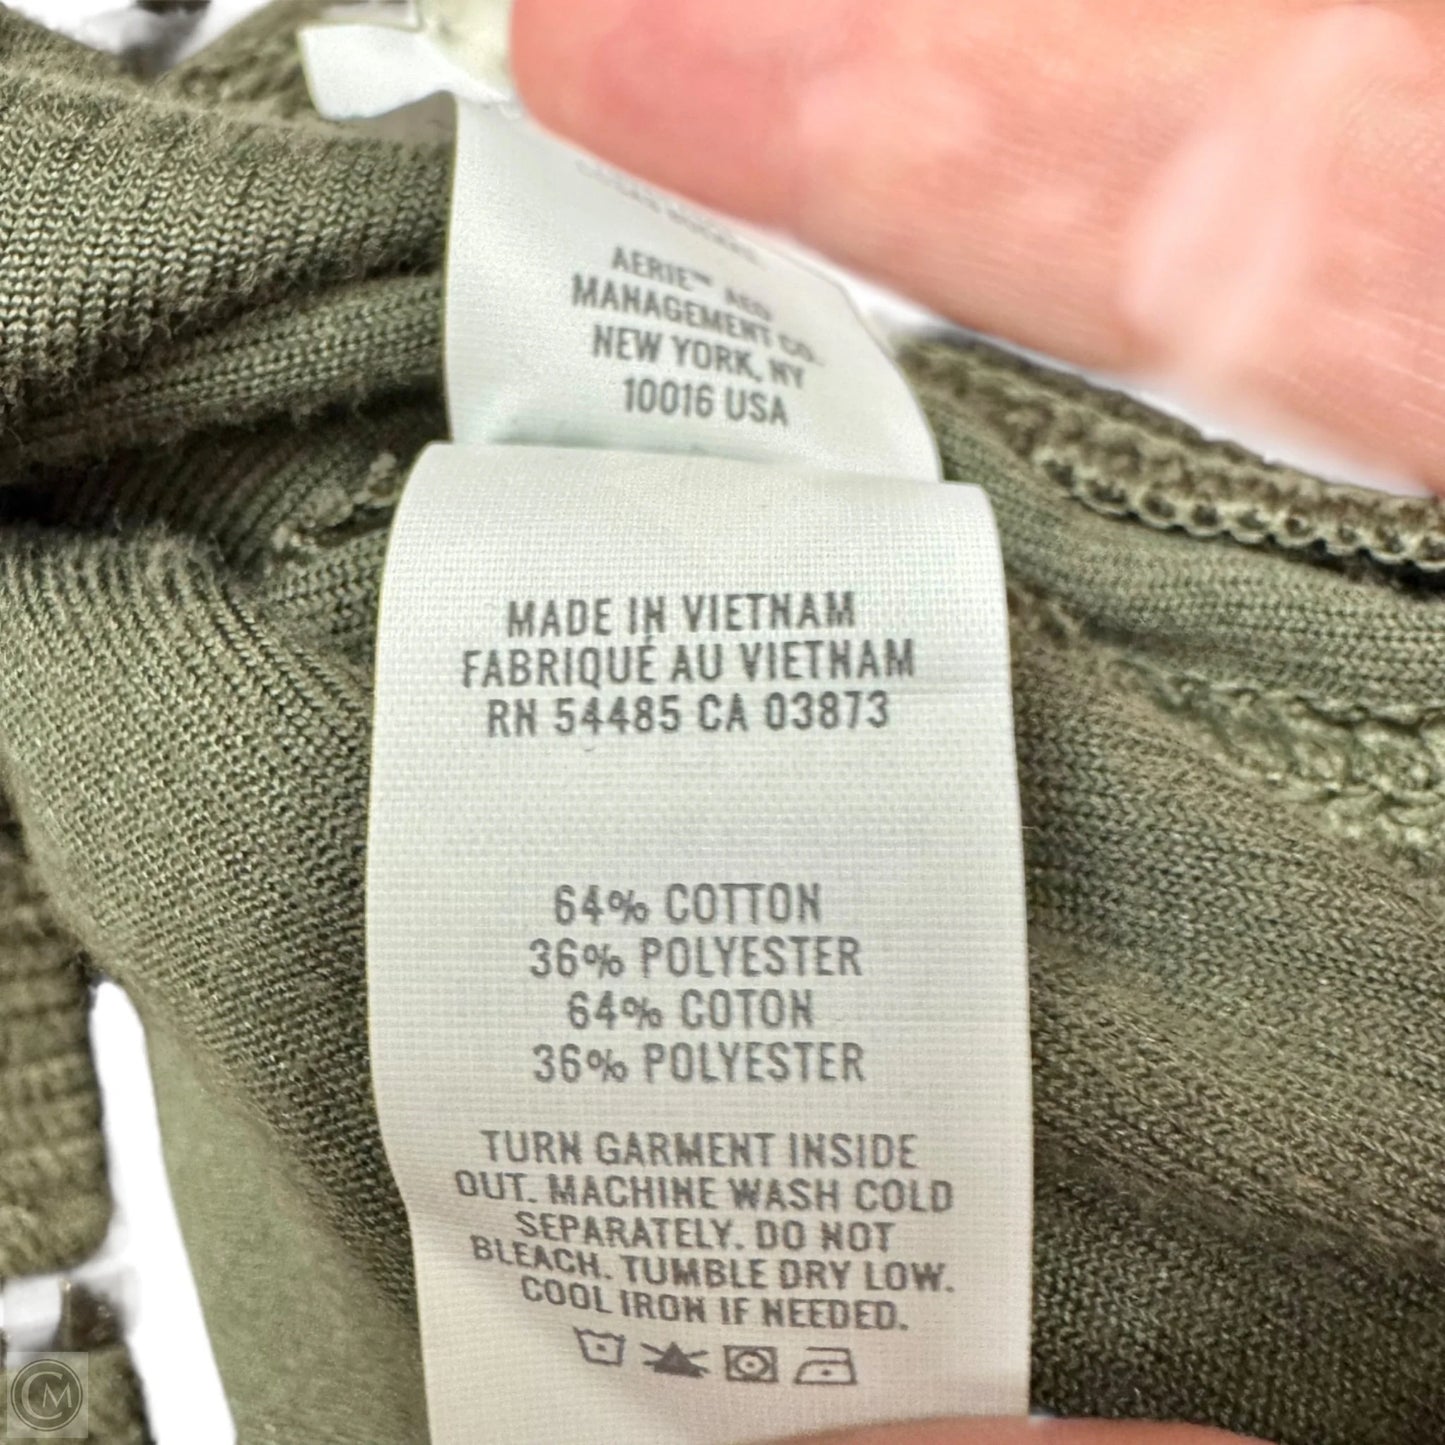 AERIE™ AEO
MANAGEMENT CO.
NEW YORK, NY
10016 USA
MADE IN VIETNAM
FABRIQUÉ AU VIETNAM
RN 54485 CA 03873
64% COTTON
36% POLYESTER
64% COTON
36% POLYESTER
TURN GARMENT INSIDE
OUT. MACHINE WASH COLD
SEPARATELY. DO NOT
BLEACH. TUMBLE DRY LOW.
COOL IRON IF NEEDED.
CM